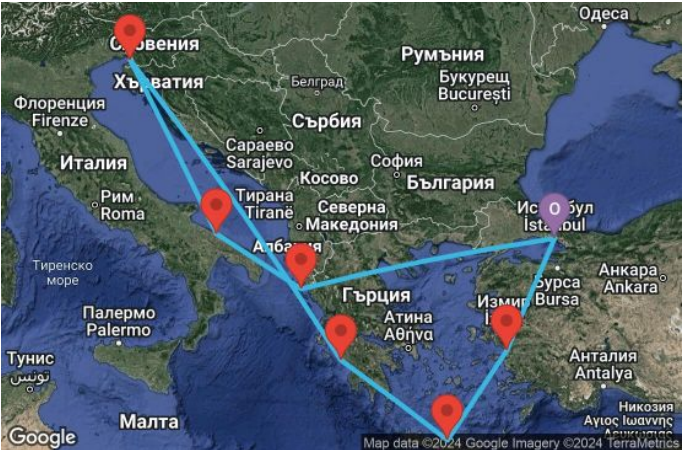 Одеса
Словения
Румъния
Хърватия
Белград
Букурещ
București
Флоренция
Firenze
Сърбия
Сараево
Sarajevo
Италия
София
Косово
България
Рим
Roma
Тирана
Tiranë
Северна
Македония
Истанбул
İstanbul
Албания
Тиренско
море
Анкара
Ankara
Бурса
Bursa
Гърция
Измир
Палермо
Palermo
Атина
Αθήνα
Тунис
تونس
Анталия
Antalya
Малта
Никозия
Αγιος Ιωαννης
Google
Map data ©2024 Google Imagery ©2024 TerraMetrics
O